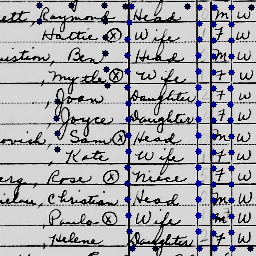 ett, Raymond Head M W
Hattie ⓧ Wife F W
uistion, Ben Head M W
, Myrtle ⓧ Wife F W
, Joan Daughter F W
, Joyce Daughter F W
ovich, Sam ⓧ Head M W
, Kate Wife F W
erg, Rose ⓧ Niece F W
ielsen, Christian Head M W
, Paula ⓧ Wife F W
, Helene Daughter F W